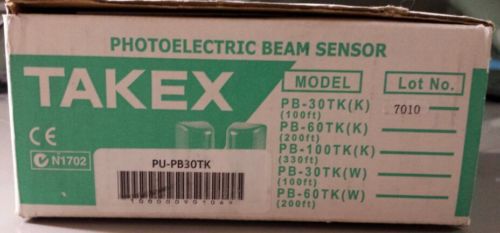 PHOTOELECTRIC BEAM SENSOR
TAKEX
CE
N1702
PU-PB30TK
MODEL Lot No.
PB-30TK(K) 7010
(100ft)
PB-60TK(K)
(200ft)
PB-100TK(K)
(330ft)
PB-30TK(W)
(100ft)
PB-60TK(W)
(200ft)